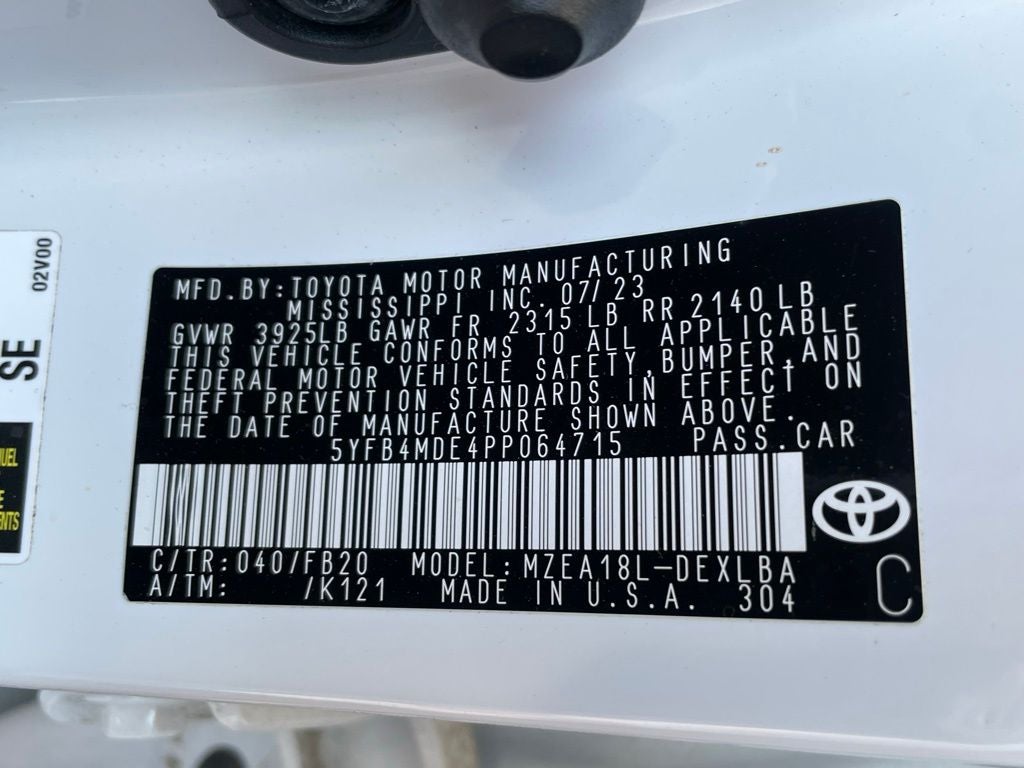 02V00
SE
NUEL
E
ENTS
MFD.BY:TOYOTA MOTOR MANUFACTURING
MISSISSIPPI INC. 07/23
GVWR 3925LB GAWR FR 2315 LB RR 2140 LB
THIS VEHICLE CONFORMS TO ALL APPLICABLE
FEDERAL MOTOR VEHICLE SAFETY,BUMPER,AND
THEFT PREVENTION STANDARDS IN EFFECT ON
THE DATE OF MANUFACTURE SHOWN ABOVE.
5YFB4MDE4PP064715 PASS.CAR
C/TR:040/FB20 MODEL:MZEA18L-DEXLBA
A/TM: /K121 MADE IN U.S.A. 304
C